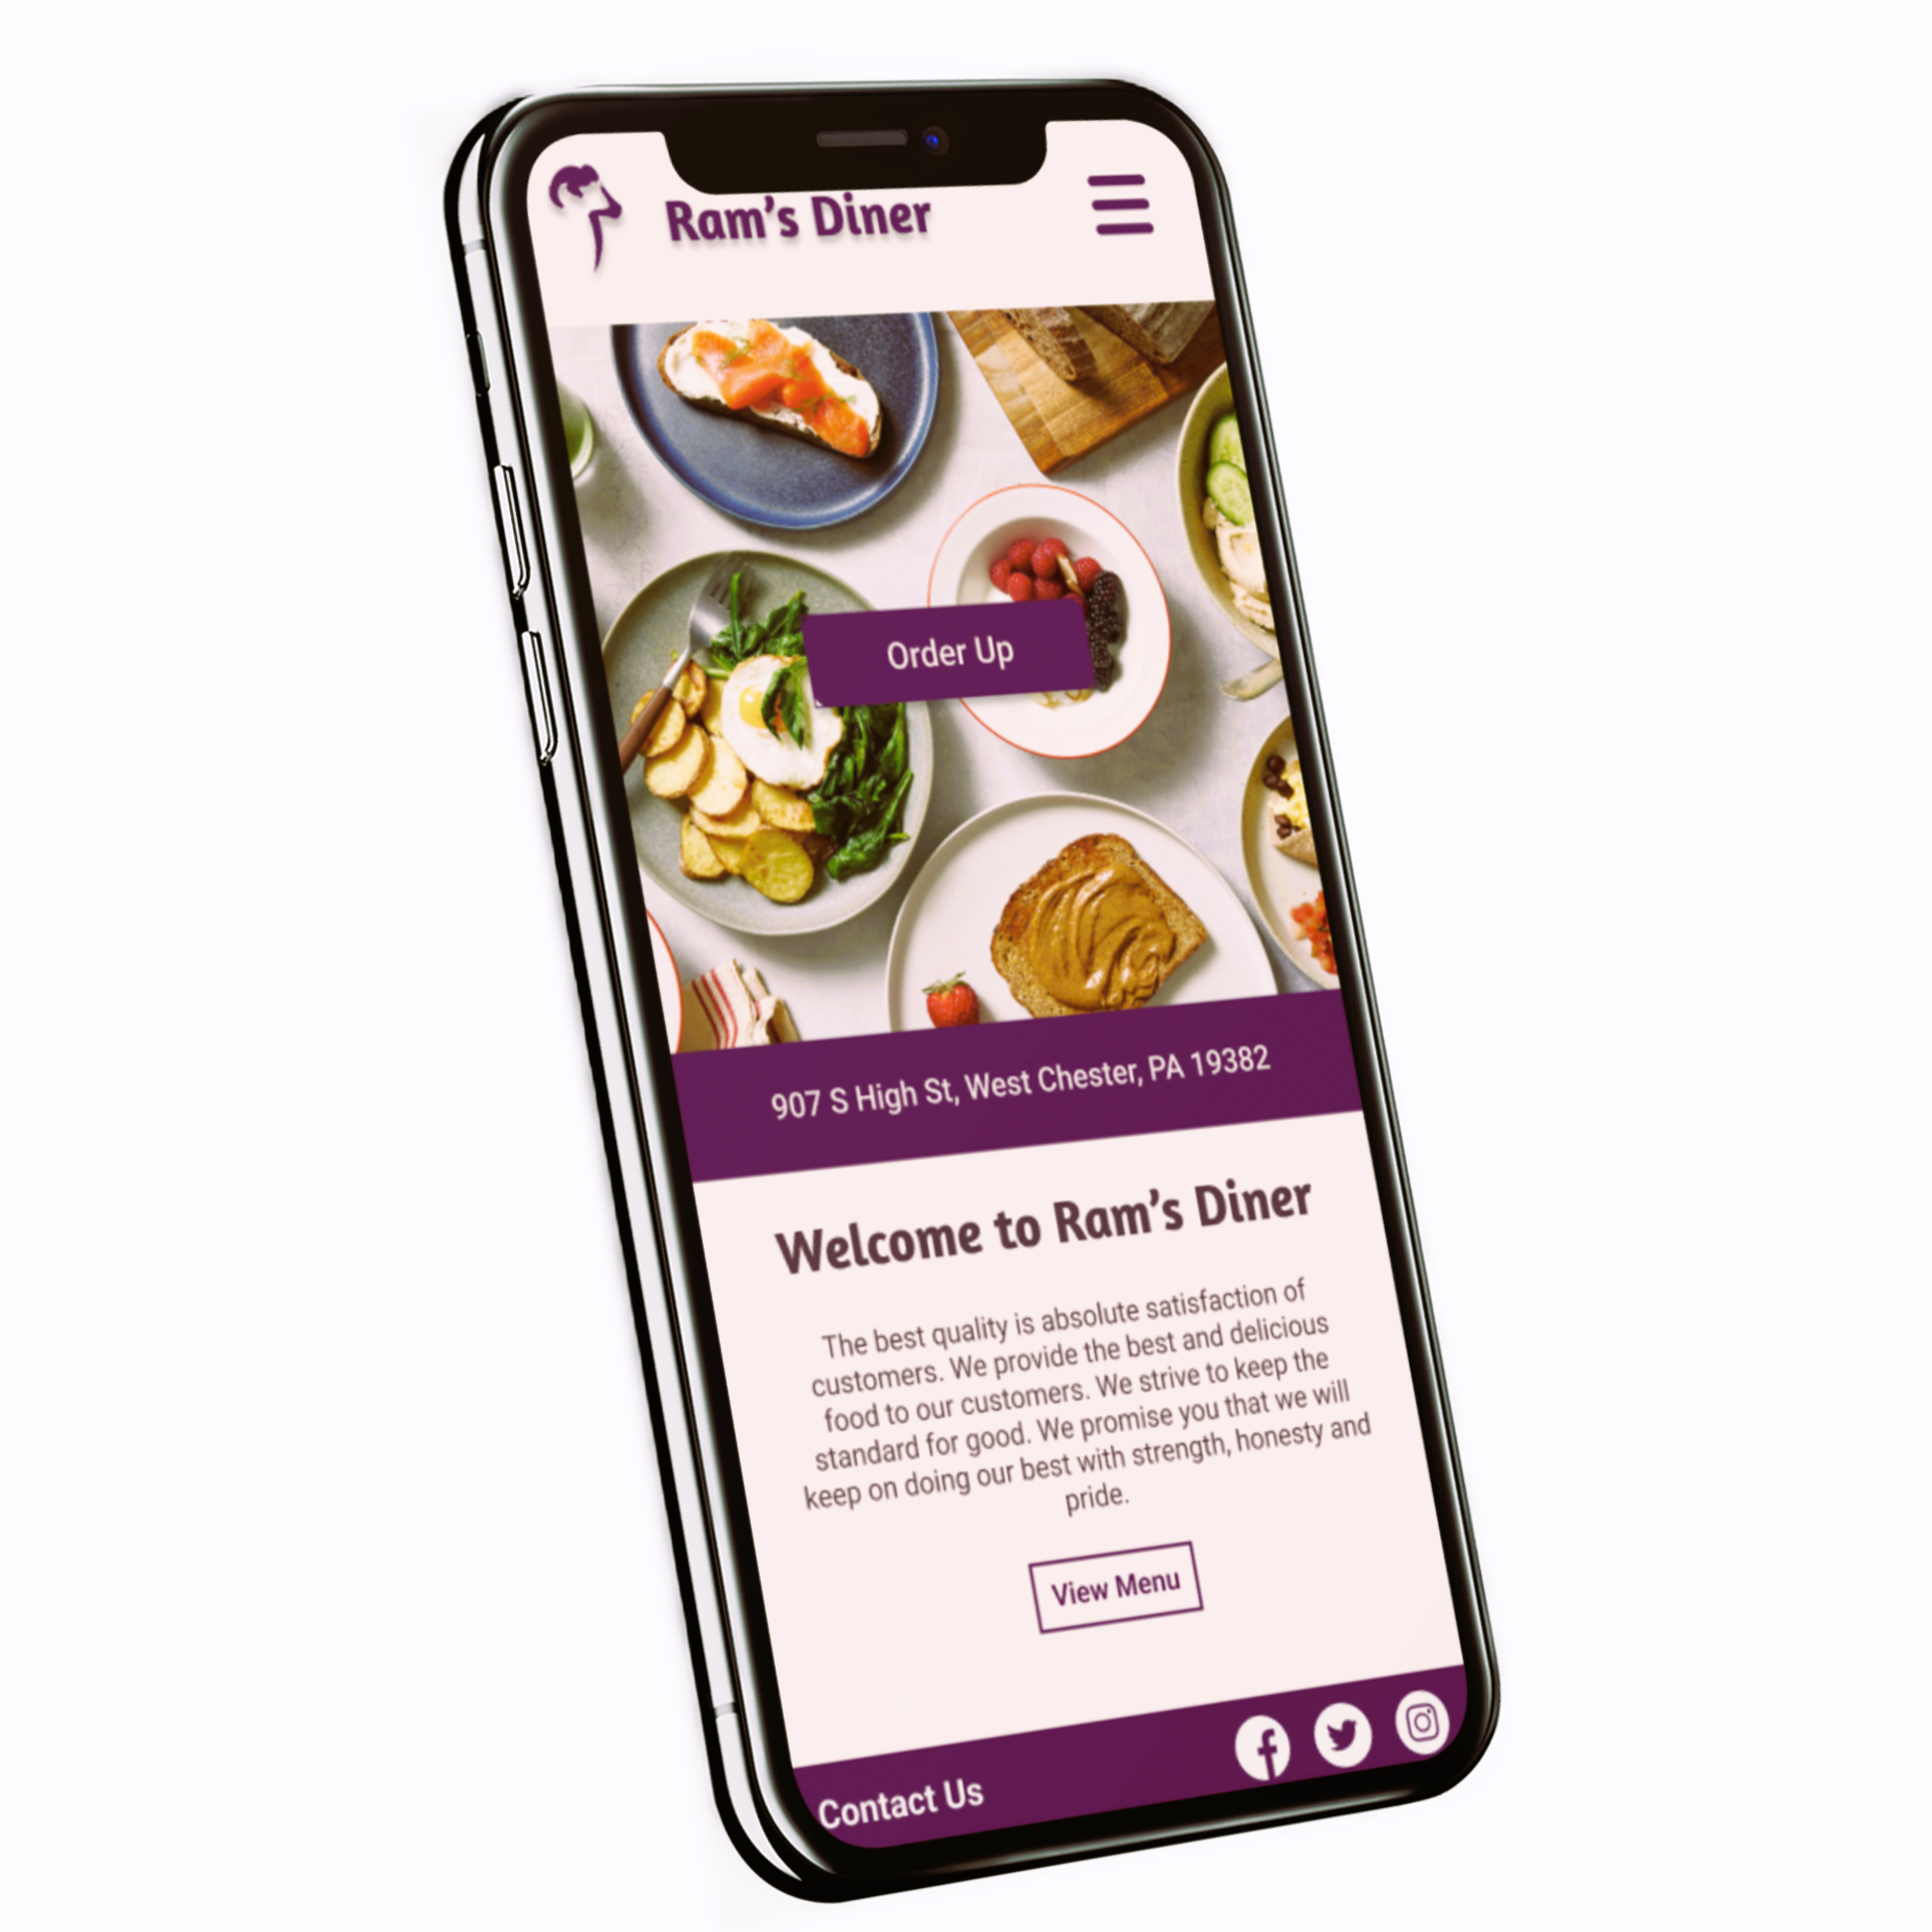 Ram's Diner
Order Up
907 S High St, West Chester, PA 19382
Welcome to Ram's Diner
The best quality is absolute satisfaction of
customers. We provide the best and delicious
food to our customers. We strive to keep the
standard for good. We promise you that we will
keep on doing our best with strength, honesty and
pride.
View Menu
Contact Us